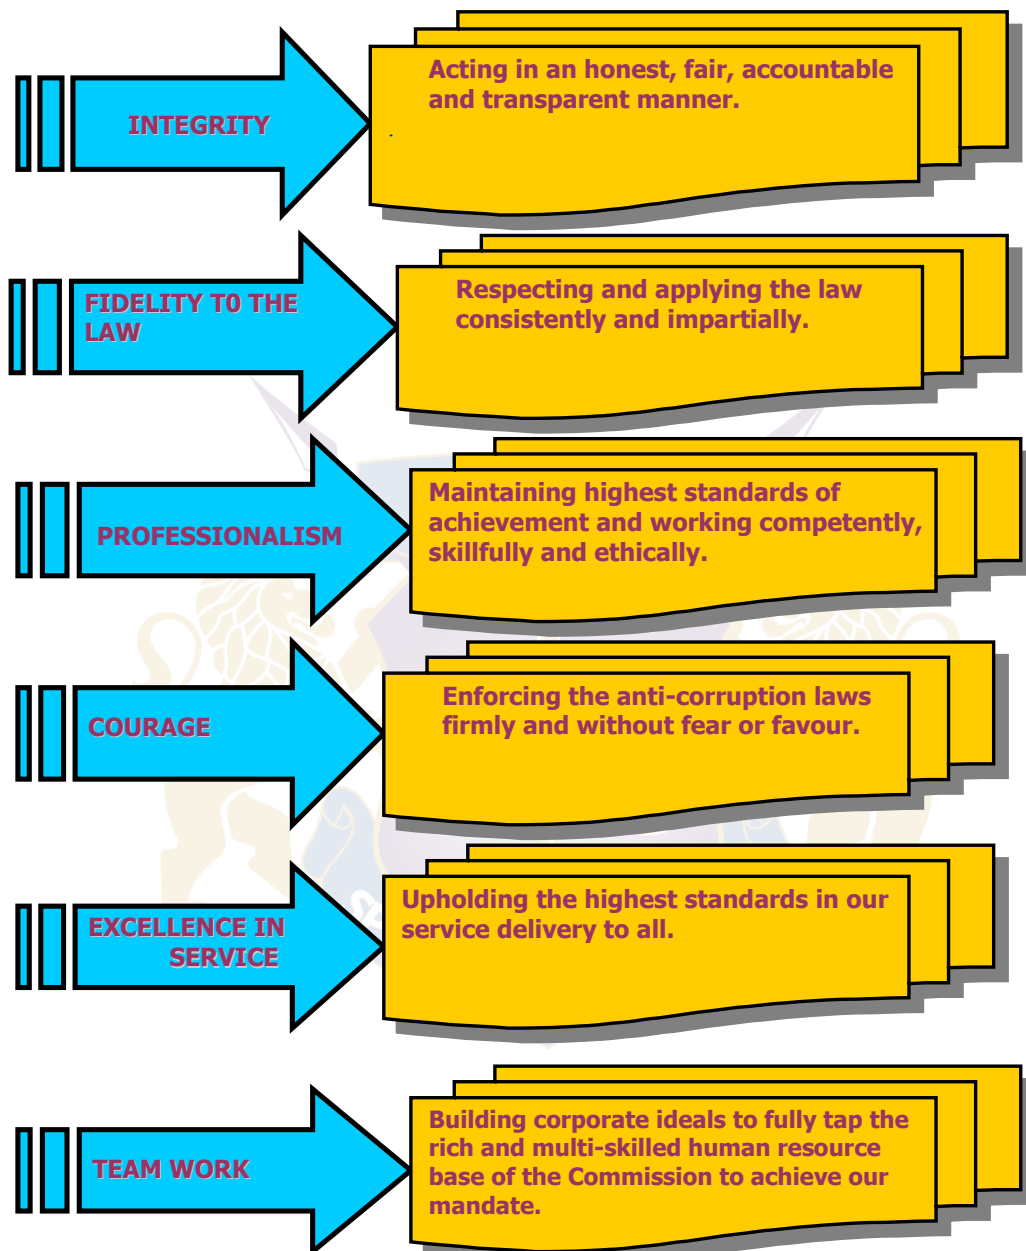 INTEGRITY
Acting in an honest, fair, accountable
and transparent manner.
.
FIDELITY T0 THE
LAW
Respecting and applying the law
consistently and impartially.
PROFESSIONALISM
Maintaining highest standards of
achievement and working competently,
skillfully and ethically.
COURAGE
Enforcing the anti-corruption laws
firmly and without fear or favour.
EXCELLENCE IN
SERVICE
Upholding the highest standards in our
service delivery to all.
TEAM WORK
Building corporate ideals to fully tap the
rich and multi-skilled human resource
base of the Commission to achieve our
mandate.